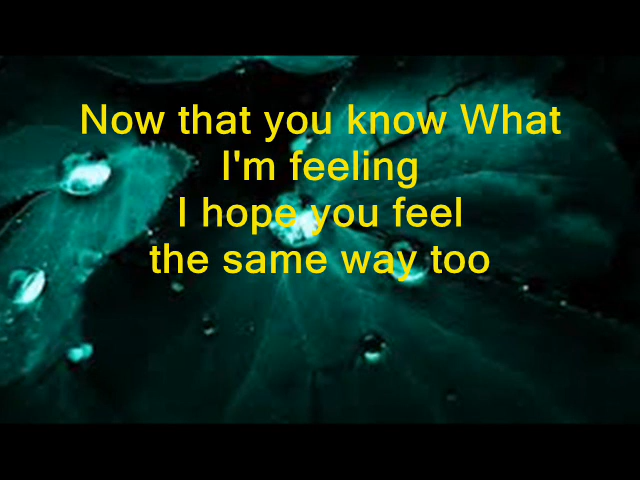 Now that you know What
I'm feeling
I hope you feel
the same way too